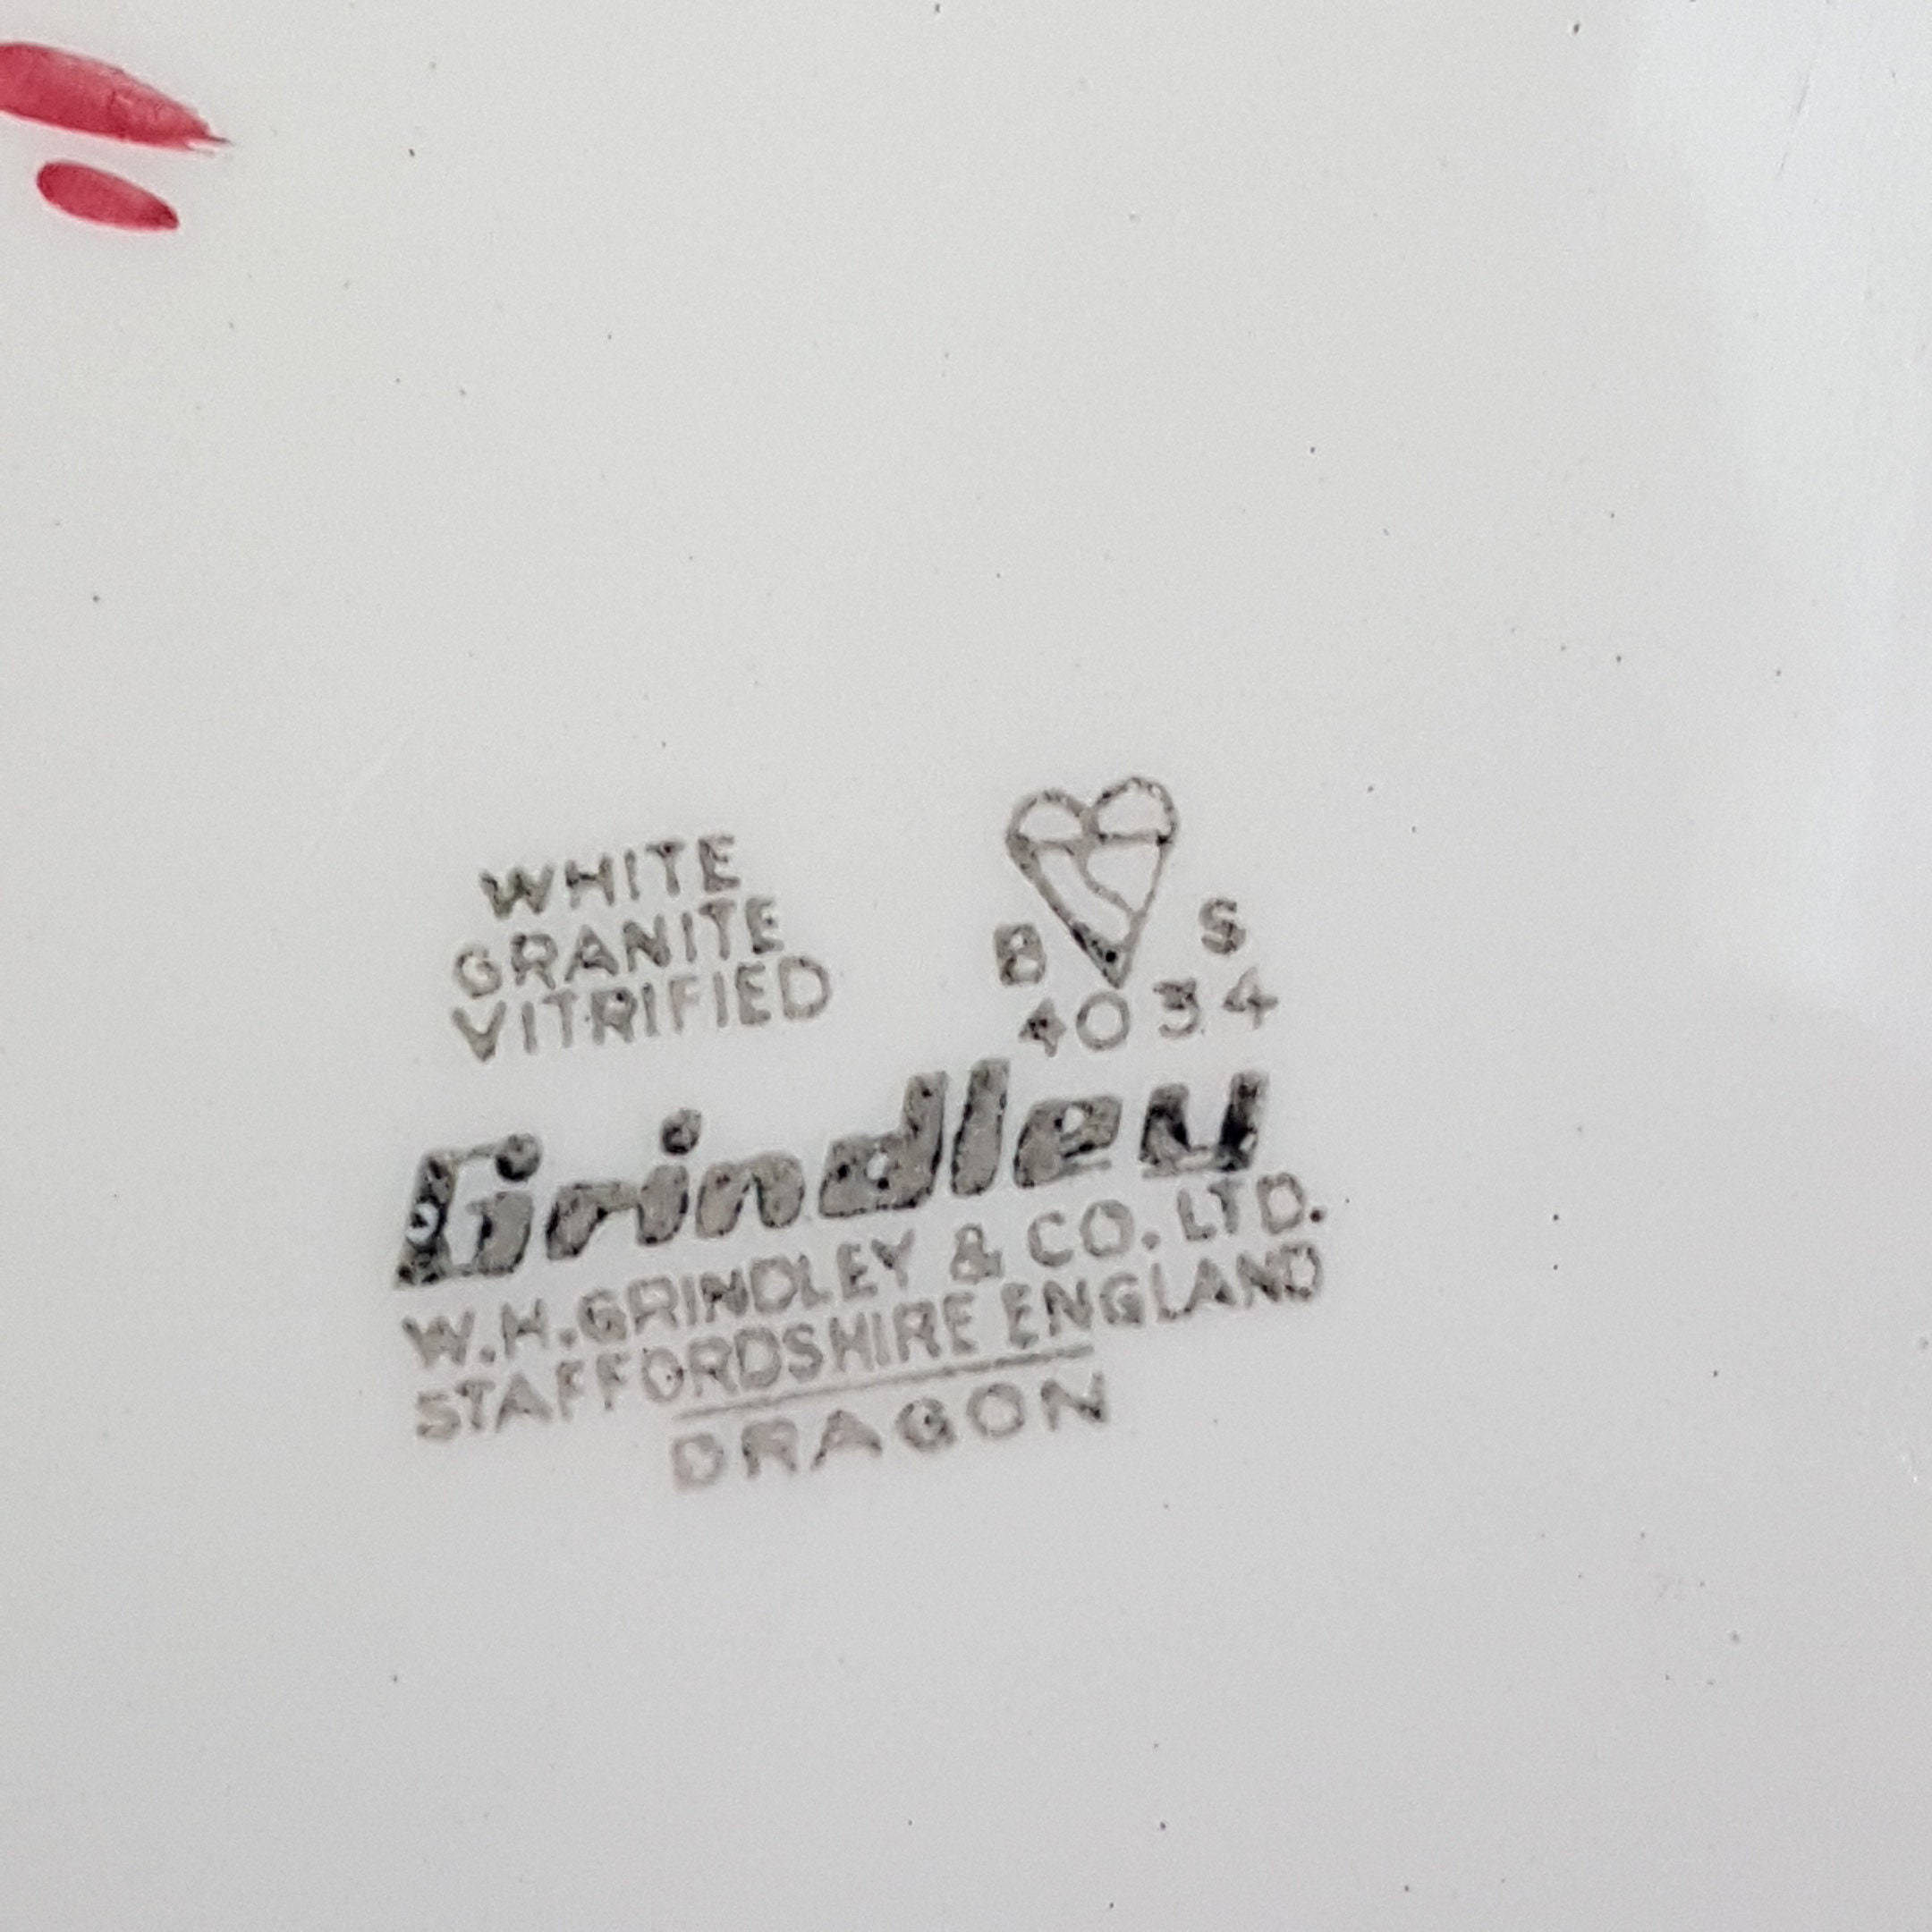 WHITE
GRANITE
VITRIFIED
B S
4034
Grindley
W.H.GRINDLEY & CO. LTD.
STAFFORDSHIRE ENGLAND
DRAGON